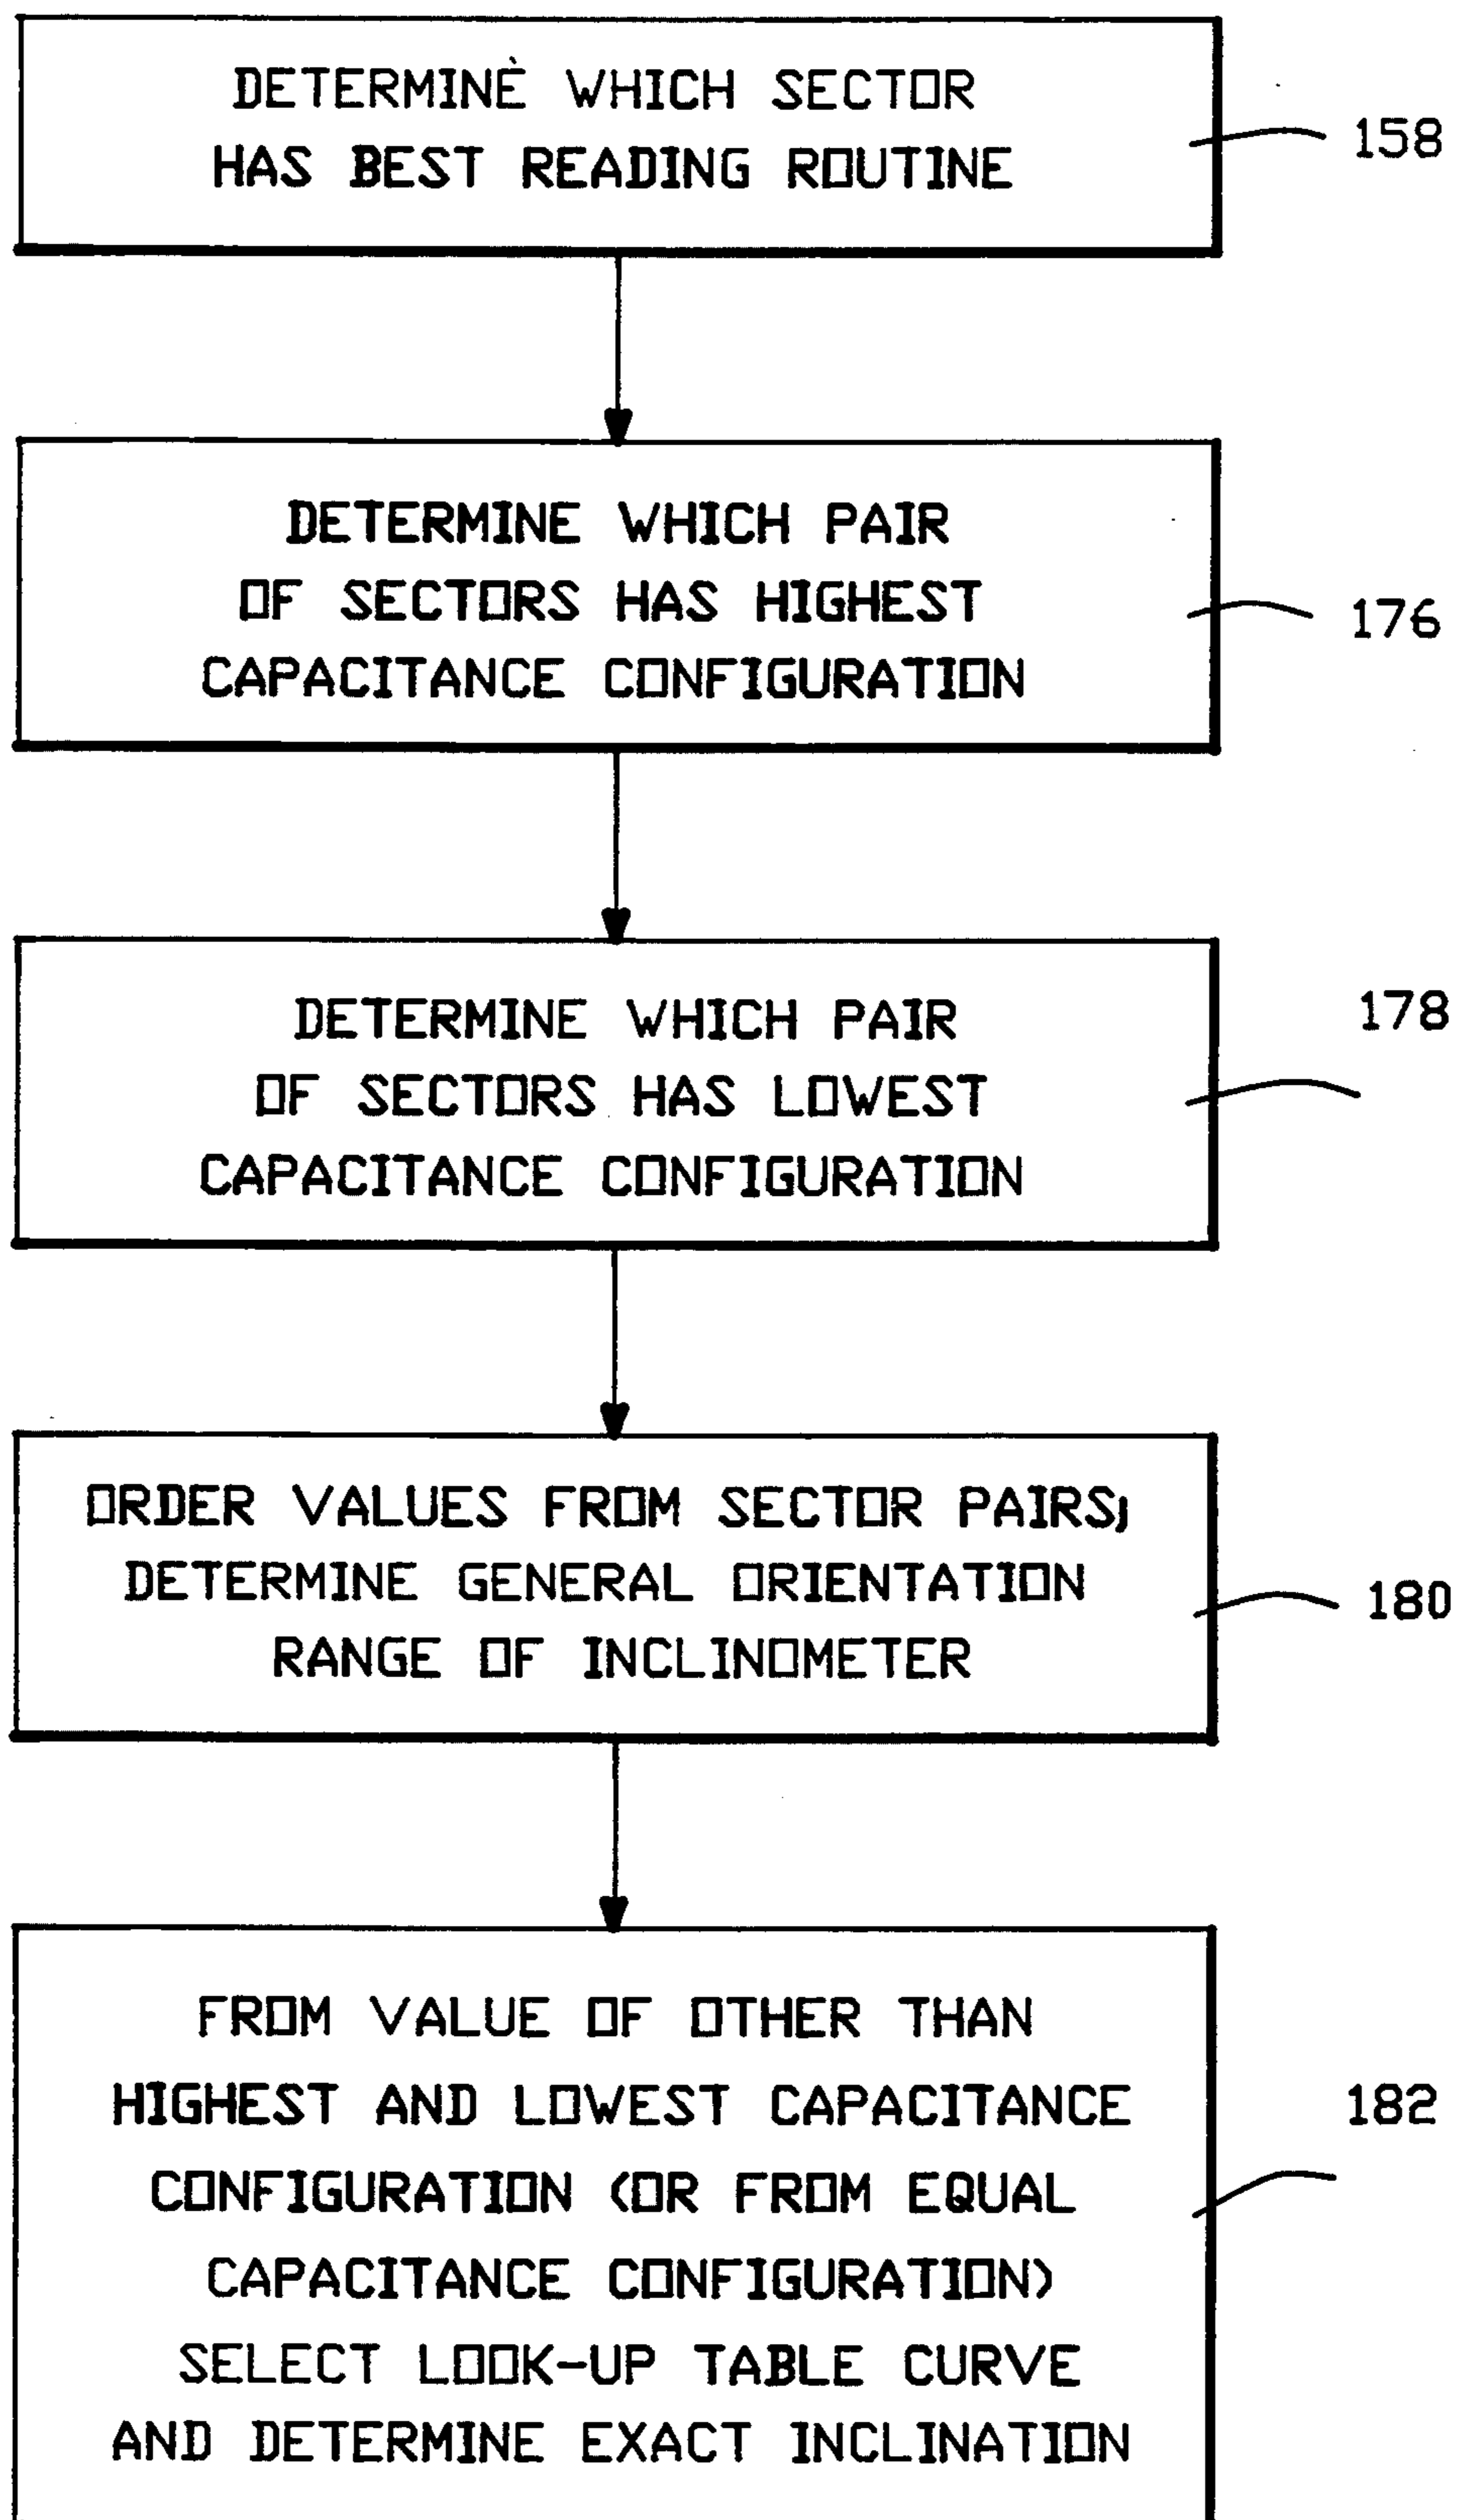 DETERMINE WHICH SECTOR
HAS BEST READING ROUTINE
158
DETERMINE WHICH PAIR
OF SECTORS HAS HIGHEST
CAPACITANCE CONFIGURATION
176
DETERMINE WHICH PAIR
OF SECTORS HAS LOWEST
CAPACITANCE CONFIGURATION
178
ORDER VALUES FROM SECTOR PAIRS;
DETERMINE GENERAL ORIENTATION
RANGE OF INCLINOMETER
180
FROM VALUE OF OTHER THAN
HIGHEST AND LOWEST CAPACITANCE
CONFIGURATION (OR FROM EQUAL
CAPACITANCE CONFIGURATION)
SELECT LOOK-UP TABLE CURVE
AND DETERMINE EXACT INCLINATION
182